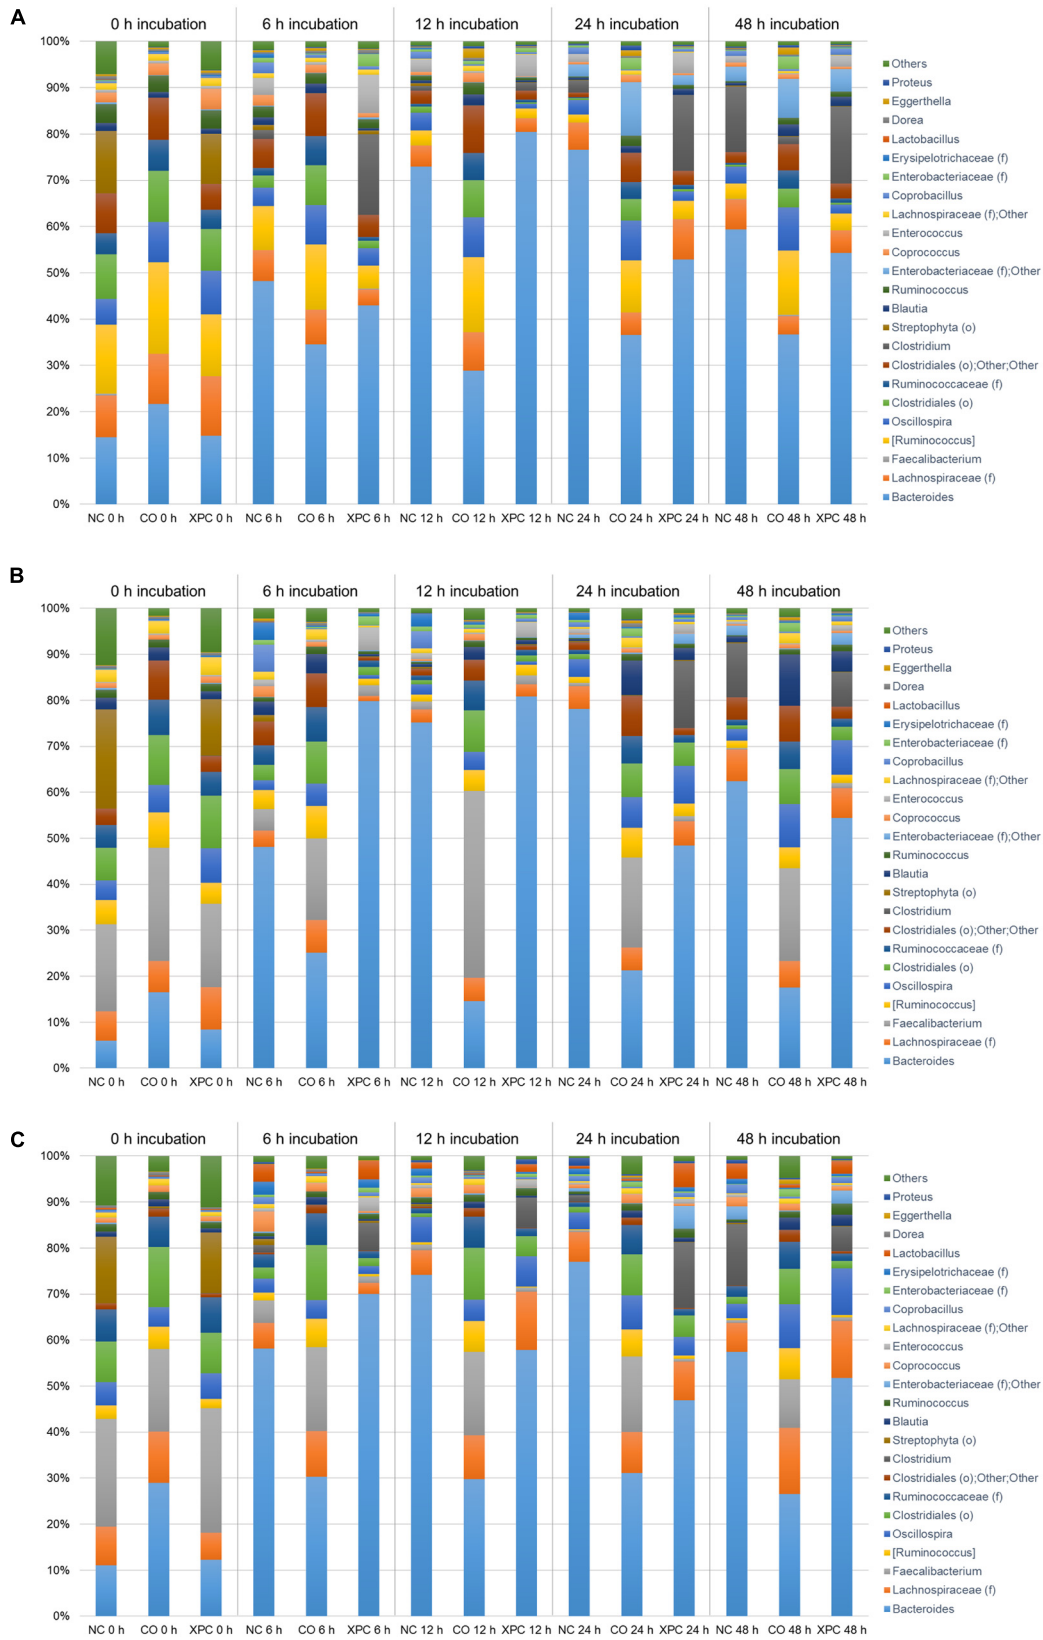 A
0 h incubation 6 h incubation 12 h incubation 24 h incubation 48 h incubation
100%
90%
80%
70%
60%
50%
40%
30%
20%
10%
0%
NC 0 h CO 0 h XPC 0 h NC 6 h CO 6 h XPC 6 h NC 12 h CO 12 h XPC 12 h NC 24 h CO 24 h XPC 24 h NC 48 h CO 48 h XPC 48 h
Others
Proteus
Eggerthella
Dorea
Lactobacillus
Erysipelotrichaceae (f)
Enterobacteriaceae (f)
Coprobacillus
Lachnospiraceae (f);Other
Enterococcus
Coprococcus
Enterobacteriaceae (f);Other
Ruminococcus
Blautia
Streptophyta (o)
Clostridium
Clostridiales (o);Other;Other
Ruminococcaceae (f)
Clostridiales (o)
Oscillospira
[Ruminococcus]
Faecalibacterium
Lachnospiraceae (f)
Bacteroides
B
0 h incubation 6 h incubation 12 h incubation 24 h incubation 48 h incubation
100%
90%
80%
70%
60%
50%
40%
30%
20%
10%
0%
NC 0 h CO 0 h XPC 0 h NC 6 h CO 6 h XPC 6 h NC 12 h CO 12 h XPC 12 h NC 24 h CO 24 h XPC 24 h NC 48 h CO 48 h XPC 48 h
Others
Proteus
Eggerthella
Dorea
Lactobacillus
Erysipelotrichaceae (f)
Enterobacteriaceae (f)
Coprobacillus
Lachnospiraceae (f);Other
Enterococcus
Coprococcus
Enterobacteriaceae (f);Other
Ruminococcus
Blautia
Streptophyta (o)
Clostridium
Clostridiales (o);Other;Other
Ruminococcaceae (f)
Clostridiales (o)
Oscillospira
[Ruminococcus]
Faecalibacterium
Lachnospiraceae (f)
Bacteroides
C
0 h incubation 6 h incubation 12 h incubation 24 h incubation 48 h incubation
100%
90%
80%
70%
60%
50%
40%
30%
20%
10%
0%
NC 0 h CO 0 h XPC 0 h NC 6 h CO 6 h XPC 6 h NC 12 h CO 12 h XPC 12 h NC 24 h CO 24 h XPC 24 h NC 48 h CO 48 h XPC 48 h
Others
Proteus
Eggerthella
Dorea
Lactobacillus
Erysipelotrichaceae (f)
Enterobacteriaceae (f)
Coprobacillus
Lachnospiraceae (f);Other
Enterococcus
Coprococcus
Enterobacteriaceae (f);Other
Ruminococcus
Blautia
Streptophyta (o)
Clostridium
Clostridiales (o);Other;Other
Ruminococcaceae (f)
Clostridiales (o)
Oscillospira
[Ruminococcus]
Faecalibacterium
Lachnospiraceae (f)
Bacteroides